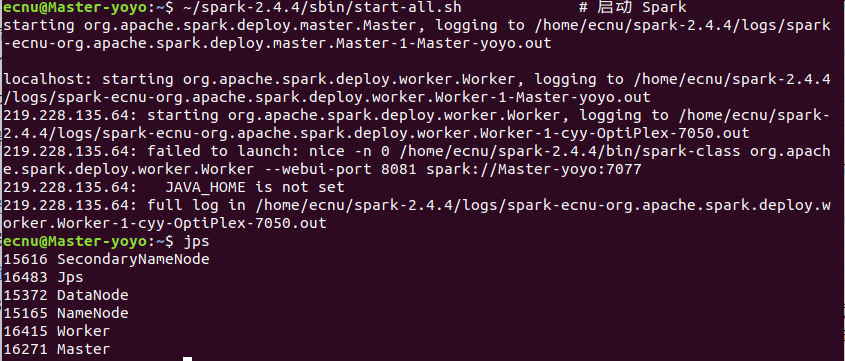 ecnu@Master-yoyo:~$ ~/spark-2.4.4/sbin/start-all.sh # 启动 Spark
starting org.apache.spark.deploy.master.Master, logging to /home/ecnu/spark-2.4.4/logs/spark
-ecnu-org.apache.spark.deploy.master.Master-1-Master-yoyo.out
localhost: starting org.apache.spark.deploy.worker.Worker, logging to /home/ecnu/spark-2.4.4
/logs/spark-ecnu-org.apache.spark.deploy.worker.Worker-1-Master-yoyo.out
219.228.135.64: starting org.apache.spark.deploy.worker.Worker, logging to /home/ecnu/spark-
2.4.4/logs/spark-ecnu-org.apache.spark.deploy.worker.Worker-1-cyy-OptiPlex-7050.out
219.228.135.64: failed to launch: nice -n 0 /home/ecnu/spark-2.4.4/bin/spark-class org.apach
e.spark.deploy.worker.Worker --webui-port 8081 spark://Master-yoyo:7077
219.228.135.64:   JAVA_HOME is not set
219.228.135.64: full log in /home/ecnu/spark-2.4.4/logs/spark-ecnu-org.apache.spark.deploy.w
orker.Worker-1-cyy-OptiPlex-7050.out
ecnu@Master-yoyo:~$ jps
15616 SecondaryNameNode
16483 Jps
15372 DataNode
15165 NameNode
16415 Worker
16271 Master